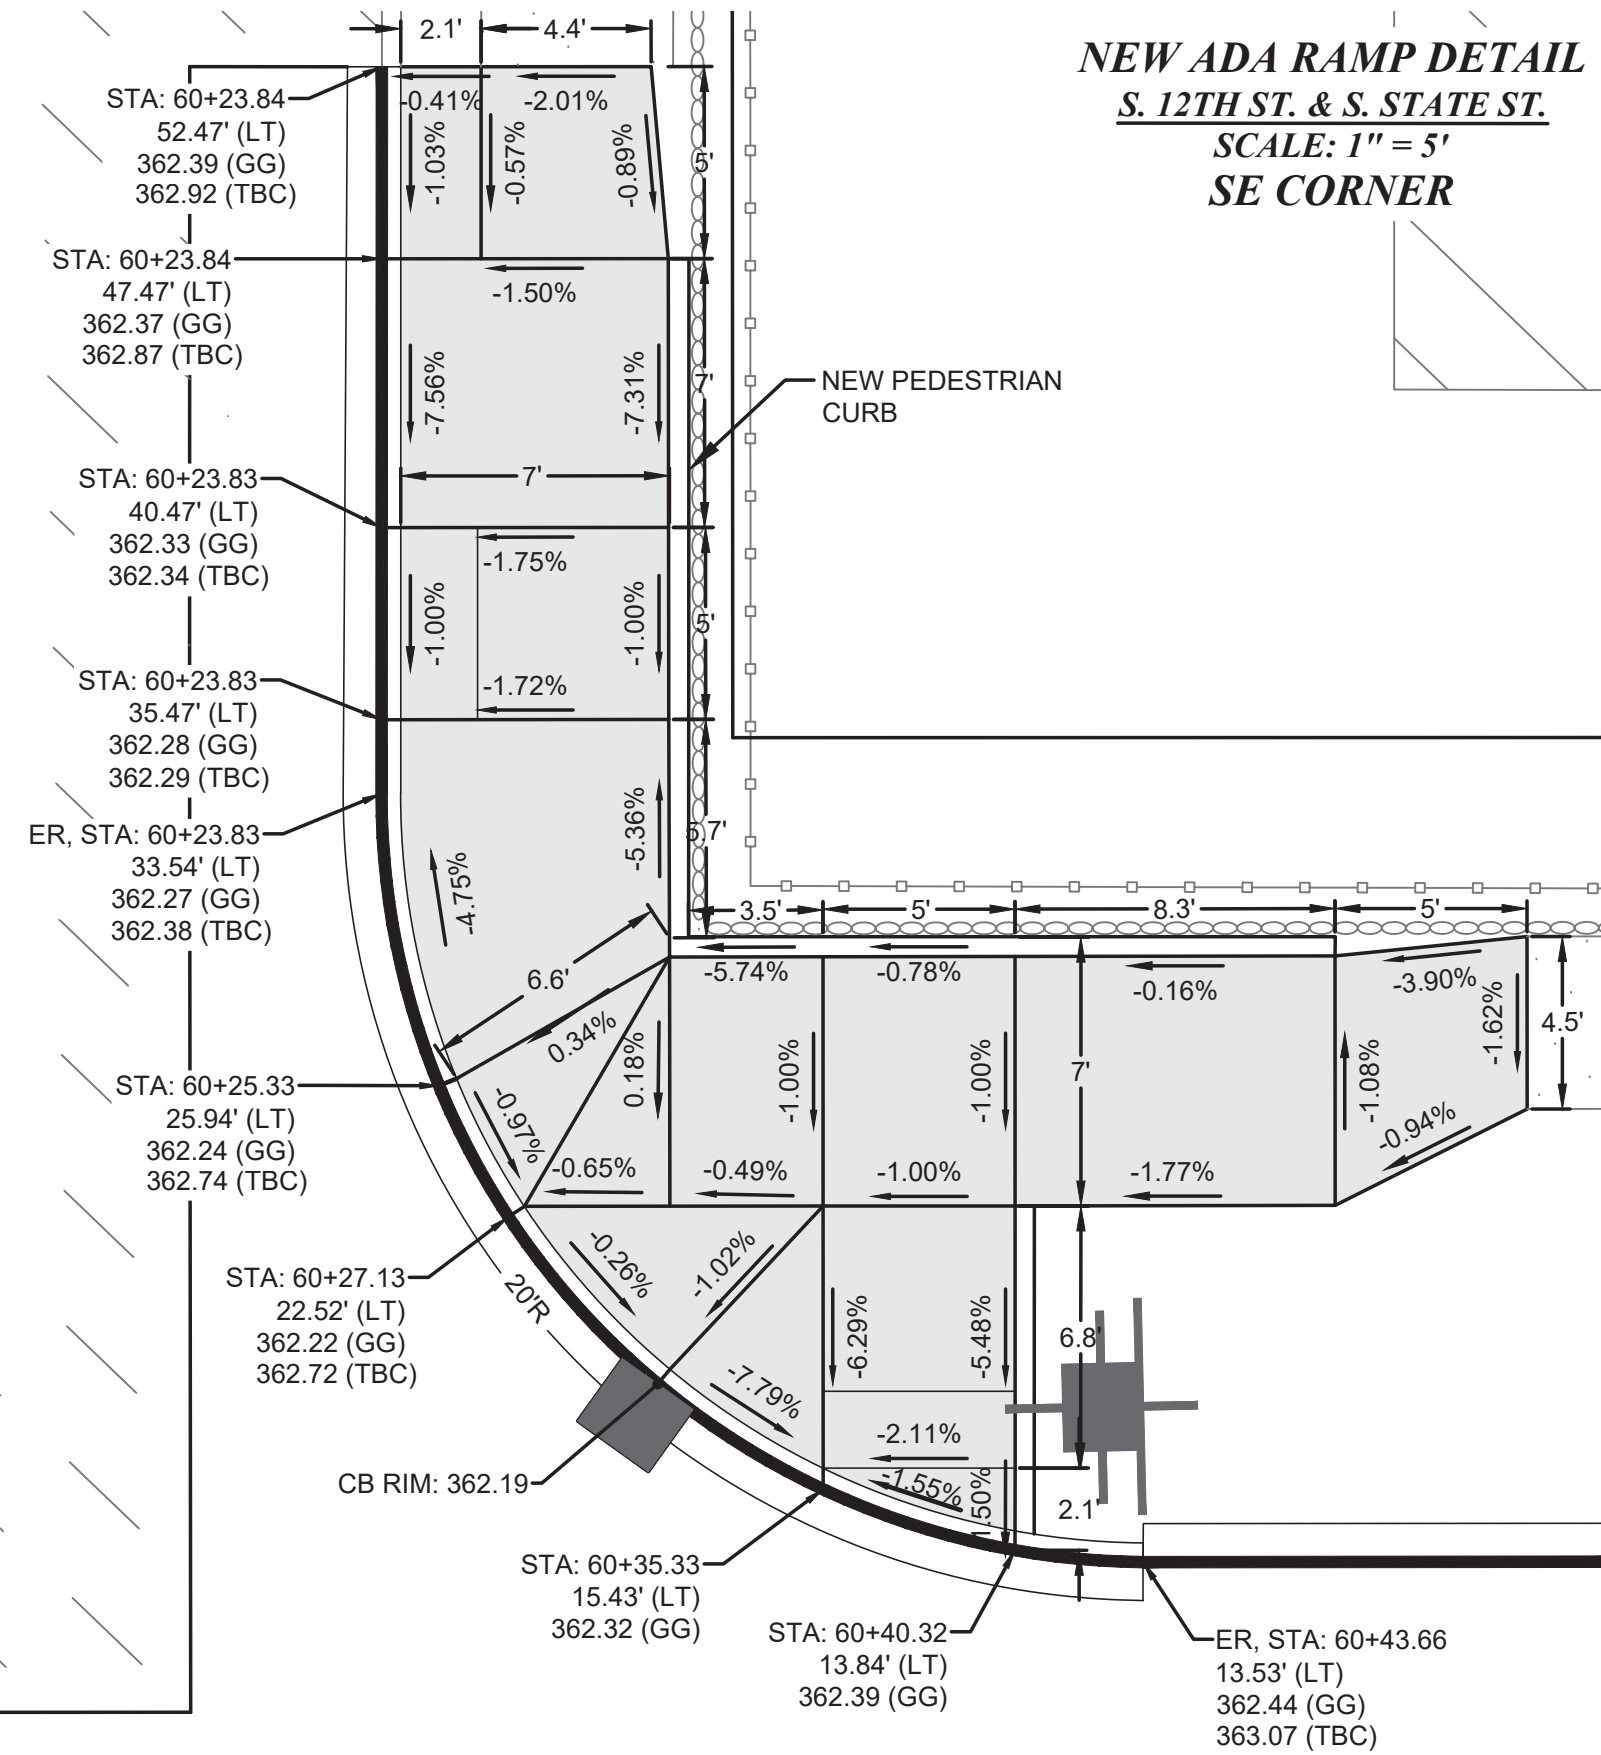 2.1'
4.4'
NEW ADA RAMP DETAIL
S. 12TH ST. & S. STATE ST.
SCALE: 1" = 5'
SE CORNER
STA: 60+23.84
52.47' (LT)
362.39 (GG)
362.92 (TBC)
-0.41%
-2.01%
-1.03%
-0.57%
-0.89%
5'
STA: 60+23.84
47.47' (LT)
362.37 (GG)
362.87 (TBC)
-1.50%
-7.56%
-7.31%
7'
NEW PEDESTRIAN
CURB
7'
STA: 60+23.83
40.47' (LT)
362.33 (GG)
362.34 (TBC)
-1.75%
-1.00%
-1.00%
5'
-1.72%
STA: 60+23.83
35.47' (LT)
362.28 (GG)
362.29 (TBC)
ER, STA: 60+23.83
33.54' (LT)
362.27 (GG)
362.38 (TBC)
-4.75%
-5.36%
5.7'
3.5'
5'
8.3'
5'
6.6'
-5.74%
-0.78%
-0.16%
-3.90%
-1.62%
4.5'
0.34%
0.18%
-1.00%
-1.00%
7'
-1.08%
-0.94%
STA: 60+25.33
25.94' (LT)
362.24 (GG)
362.74 (TBC)
-0.97%
-0.65%
-0.49%
-1.00%
-1.77%
STA: 60+27.13
22.52' (LT)
362.22 (GG)
362.72 (TBC)
20'R
-0.26%
-1.02%
-6.29%
-5.48%
6.8'
-7.79%
-2.11%
-1.55%
1.50%
2.1'
CB RIM: 362.19
STA: 60+35.33
15.43' (LT)
362.32 (GG)
STA: 60+40.32
13.84' (LT)
362.39 (GG)
ER, STA: 60+43.66
13.53' (LT)
362.44 (GG)
363.07 (TBC)